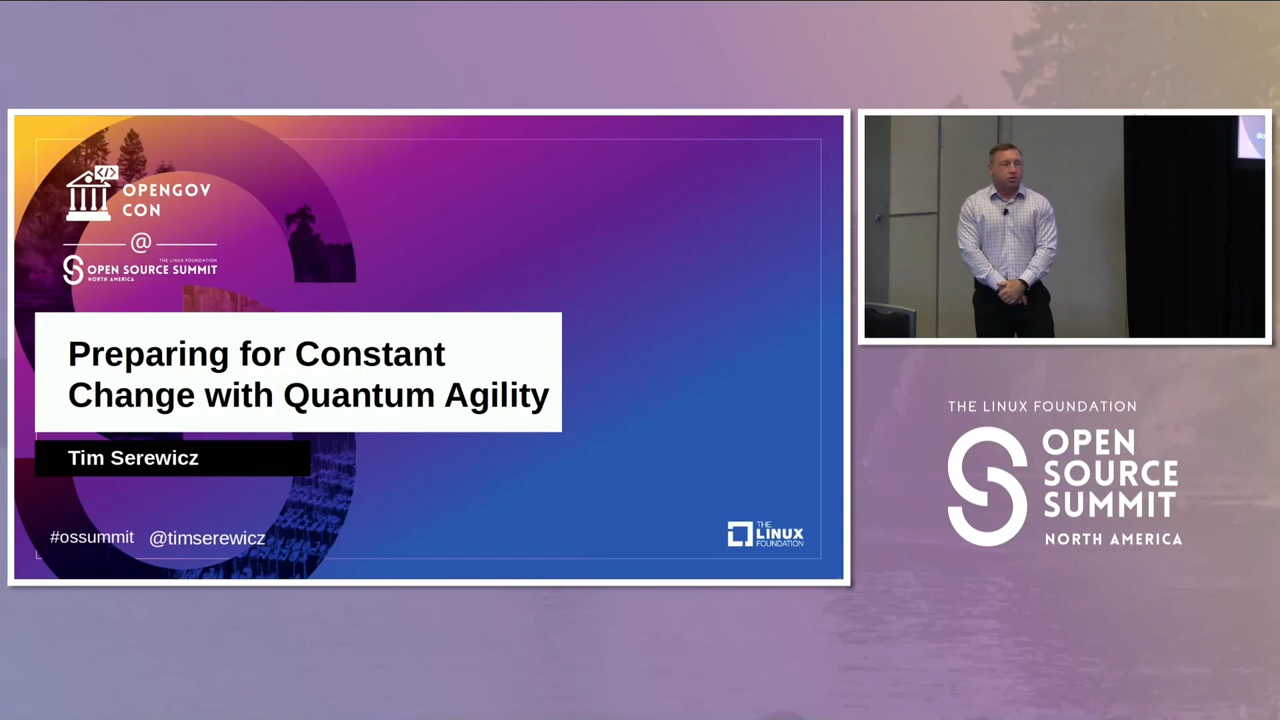 OPENGOV
CON
@
THE LINUX FOUNDATION
OPEN SOURCE SUMMIT
NORTH AMERICA
Preparing for Constant
Change with Quantum Agility
Tim Serewicz
#ossummit @timserewicz
THE
LINUX
FOUNDATION
THE LINUX FOUNDATION
OPEN
SOURCE
SUMMIT
NORTH AMERICA